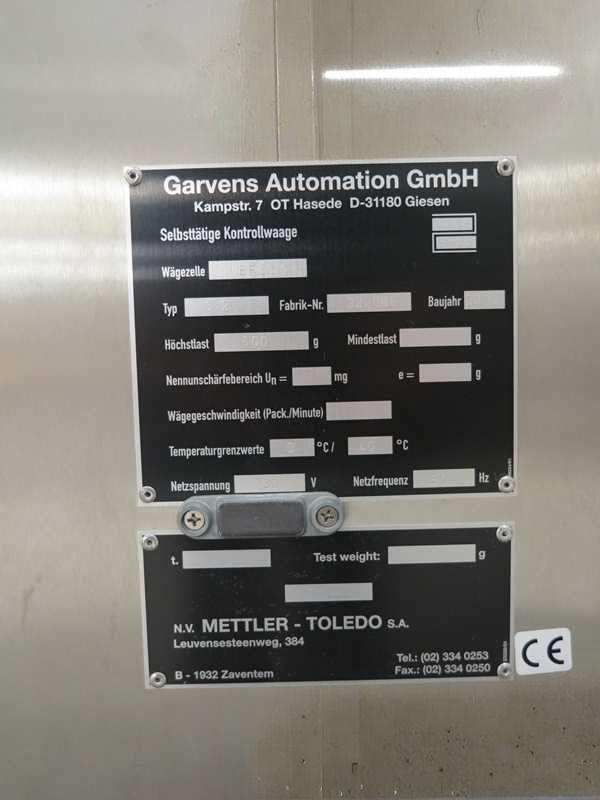 Garvens Automation GmbH
Kampstr. 7 OT Hasede D-31180 Giesen
Selbsttätige Kontrollwaage
Wägezelle
Typ Fabrik-Nr. Baujahr
Höchstlast g Mindestlast g
Nennunschärfebereich Un = mg e = g
Wägegeschwindigkeit (Pack./Minute)
Temperaturgrenzwerte °C/ °C
Netzspannung V Netzfrequenz Hz
t. Test weight: g
N.V. METTLER - TOLEDO S.A.
Leuvensesteenweg, 384
Tel.: (02) 334 0253
B - 1932 Zaventem Fax.: (02) 334 0250
CE